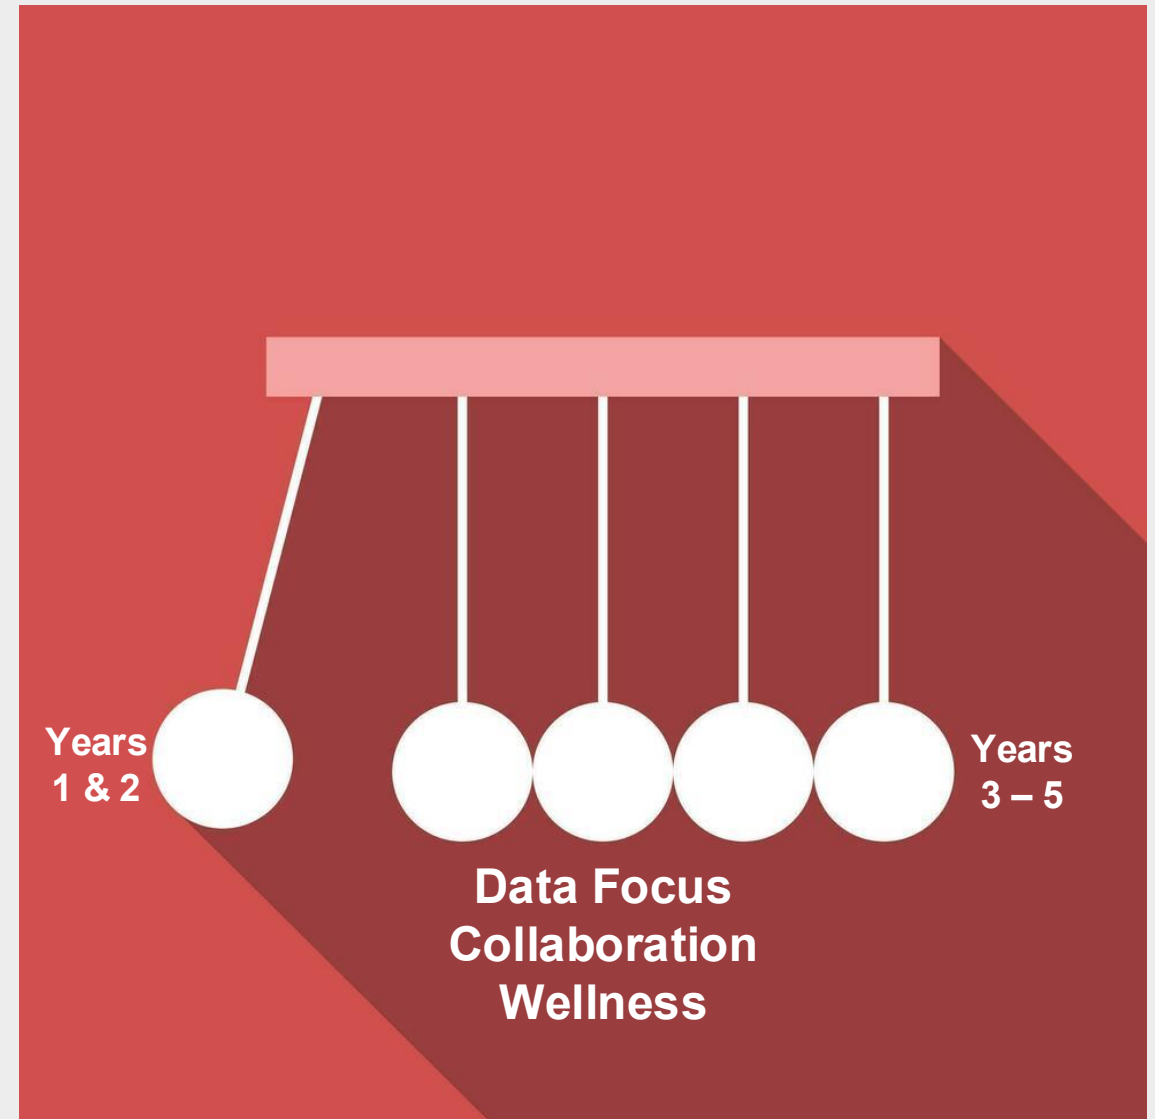 Years
1 & 2
Years
3 – 5
Data Focus
Collaboration
Wellness